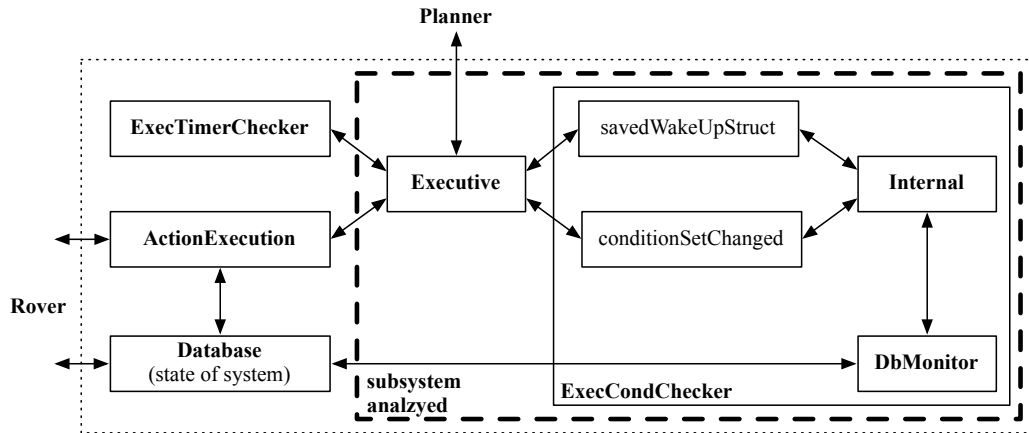 Planner
ExecTimerChecker
savedWakeUpStruct
Executive
Internal
ActionExecution
conditionSetChanged
Rover
Database
(state of system)
DbMonitor
subsystem
analzyed
ExecCondChecker